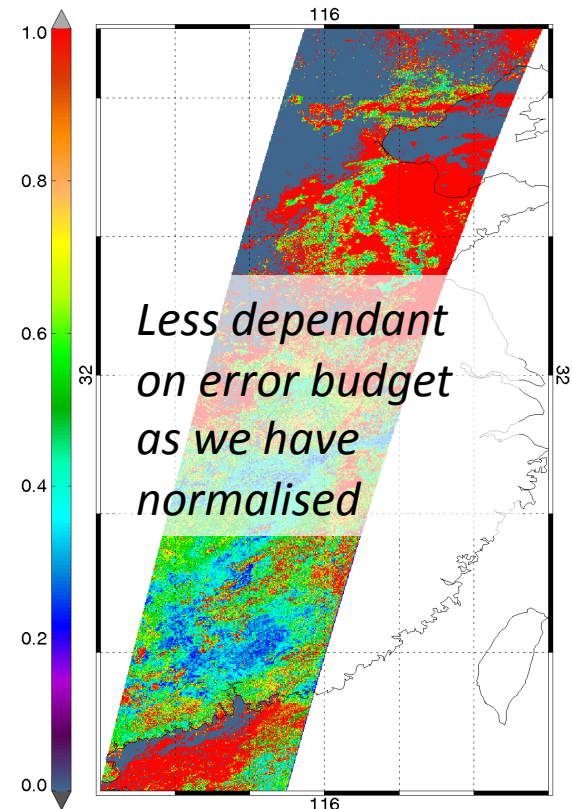 116
1.0
0.8
0.6
0.4
0.2
0.0
32
32
Less dependant
on error budget
as we have
normalised
116